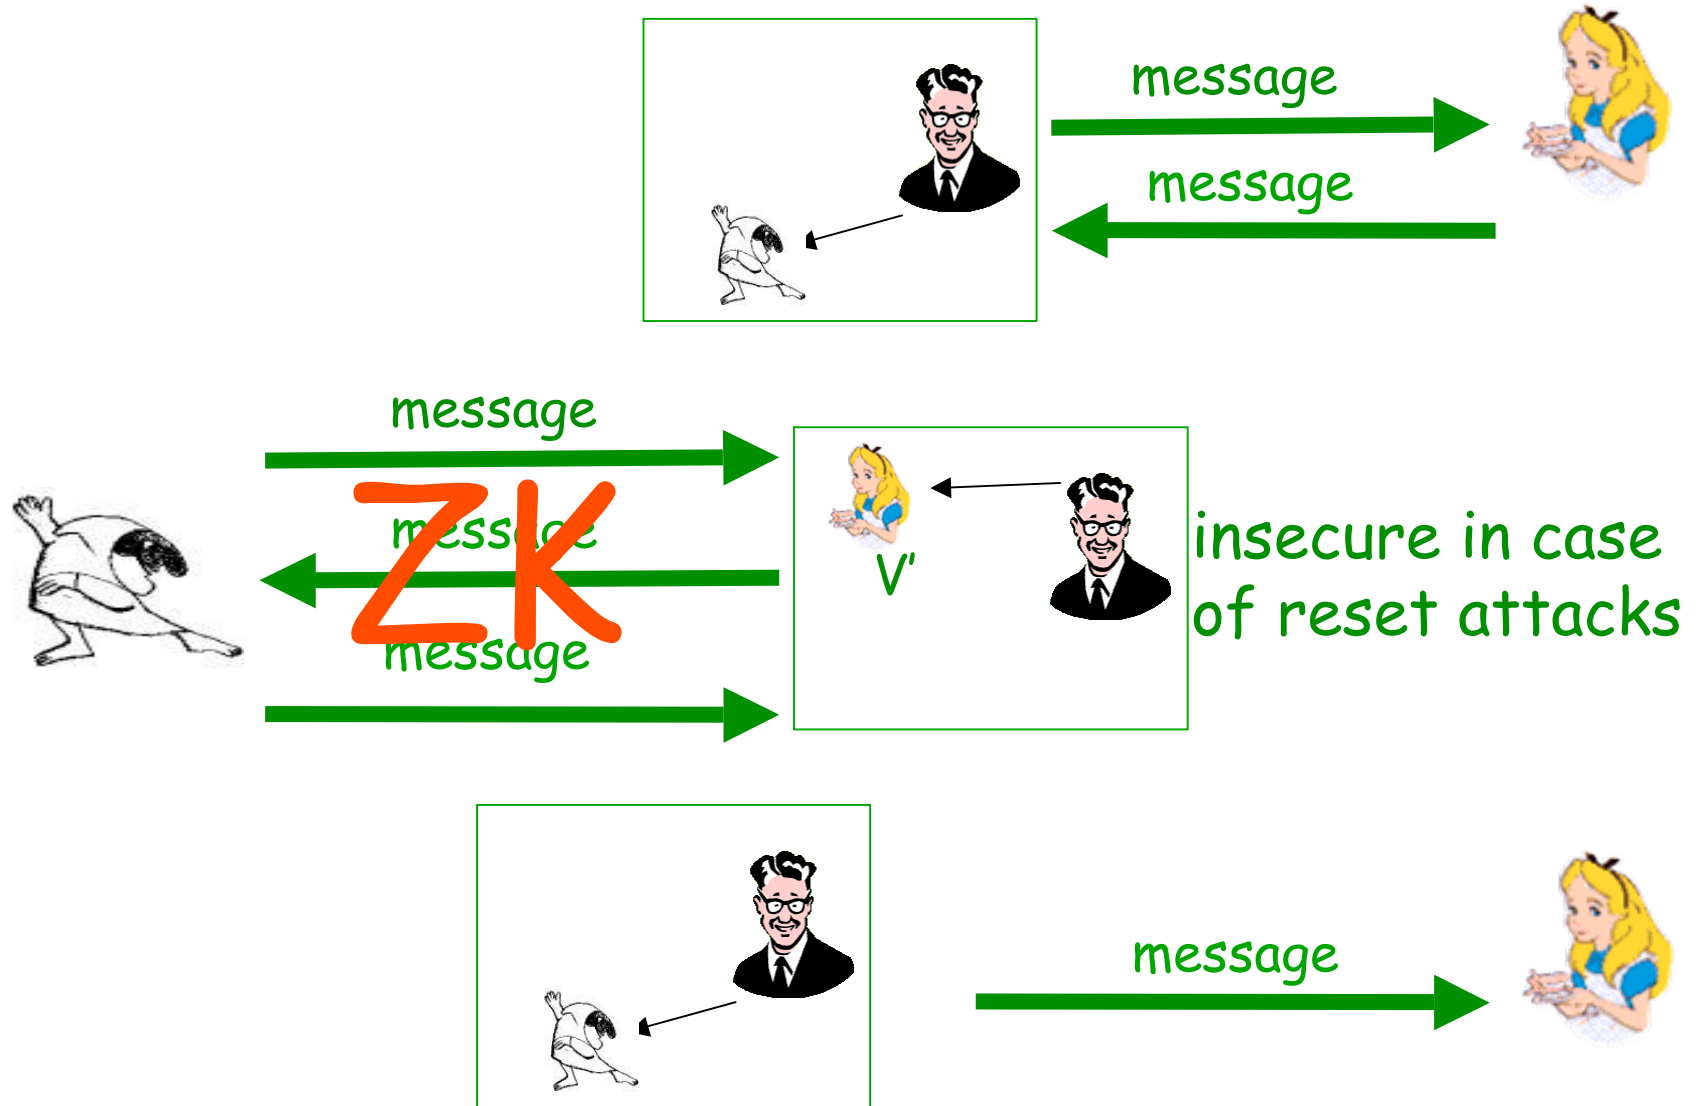 message
message
message
ZK
message
V'
insecure in case
of reset attacks
message
message